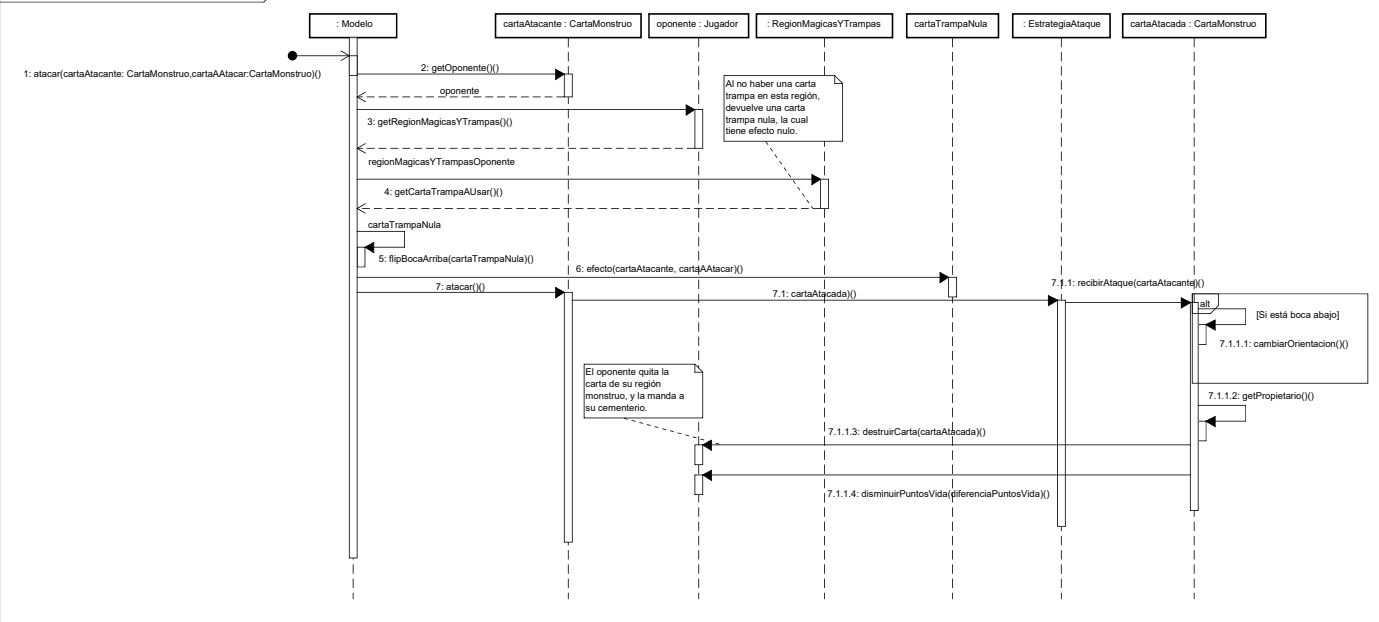 : Modelo
cartaAtacante : CartaMonstruo
oponente : Jugador
: RegionMagicasYTrampas
cartaTrampaNula
: EstrategiaAtaque
cartaAtacada : CartaMonstruo
1: atacar(cartaAtacante: CartaMonstruo,cartaAAtacar:CartaMonstruo)()
2: getOponente()()
oponente
Al no haber una carta
trampa en esta región,
devuelve una carta
trampa nula, la cual
tiene efecto nulo.
3: getRegionMagicasYTrampas()()
regionMagicasYTrampasOponente
4: getCartaTrampaAUsar()()
cartaTrampaNula
5: flipBocaArriba(cartaTrampaNula)()
6: efecto(cartaAtacante, cartaAAtacar)()
7: atacar()()
7.1: cartaAtacada)()
7.1.1: recibirAtaque(cartaAtacante)()
alt
[Si está boca abajo]
7.1.1.1: cambiarOrientacion()()
El oponente quita la
carta de su región
monstruo, y la manda a
su cementerio.
7.1.1.2: getPropietario()()
7.1.1.3: destruirCarta(cartaAtacada)()
7.1.1.4: disminuirPuntosVida(diferenciaPuntosVida)()